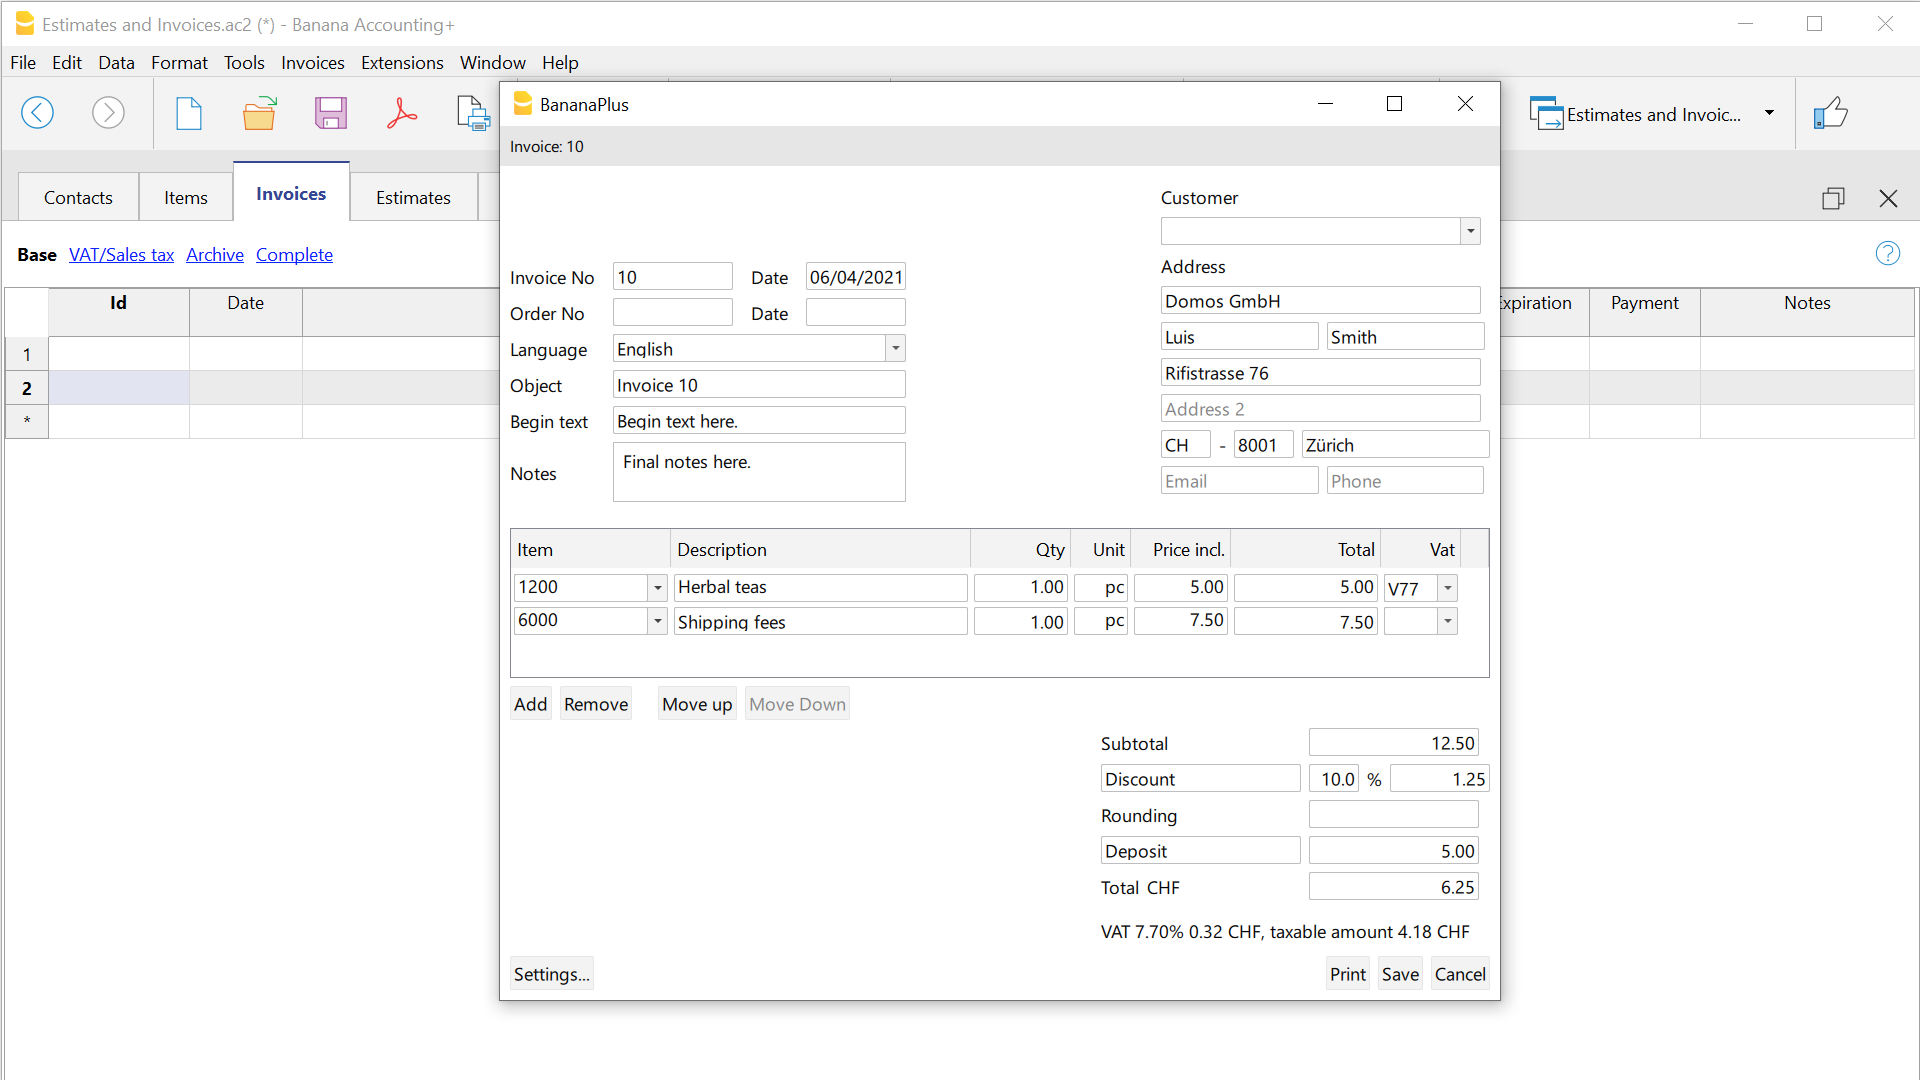 Estimates and Invoices.ac2 (*) - Banana Accounting+
File Edit Data Format Tools Invoices Extensions Window Help
Estimates and Invoic...
Contacts Items Invoices Estimates
Base VAT/Sales tax Archive Complete
Id Date Expiration Payment Notes
1
2
*
BananaPlus
Invoice: 10
Customer
Address
Invoice No 10 Date 06/04/2021
Domos GmbH
Order No Date
Luis Smith
Language English
Rifistrasse 76
Object Invoice 10
Address 2
Begin text Begin text here.
CH - 8001 Zürich
Notes Final notes here.
Email Phone
Item Description Qty Unit Price incl. Total Vat
1200 Herbal teas 1.00 pc 5.00 5.00 V77
6000 Shipping fees 1.00 pc 7.50 7.50
Add Remove Move up Move Down
Subtotal 12.50
Discount 10.0 % 1.25
Rounding
Deposit 5.00
Total CHF 6.25
VAT 7.70% 0.32 CHF, taxable amount 4.18 CHF
Settings... Print Save Cancel